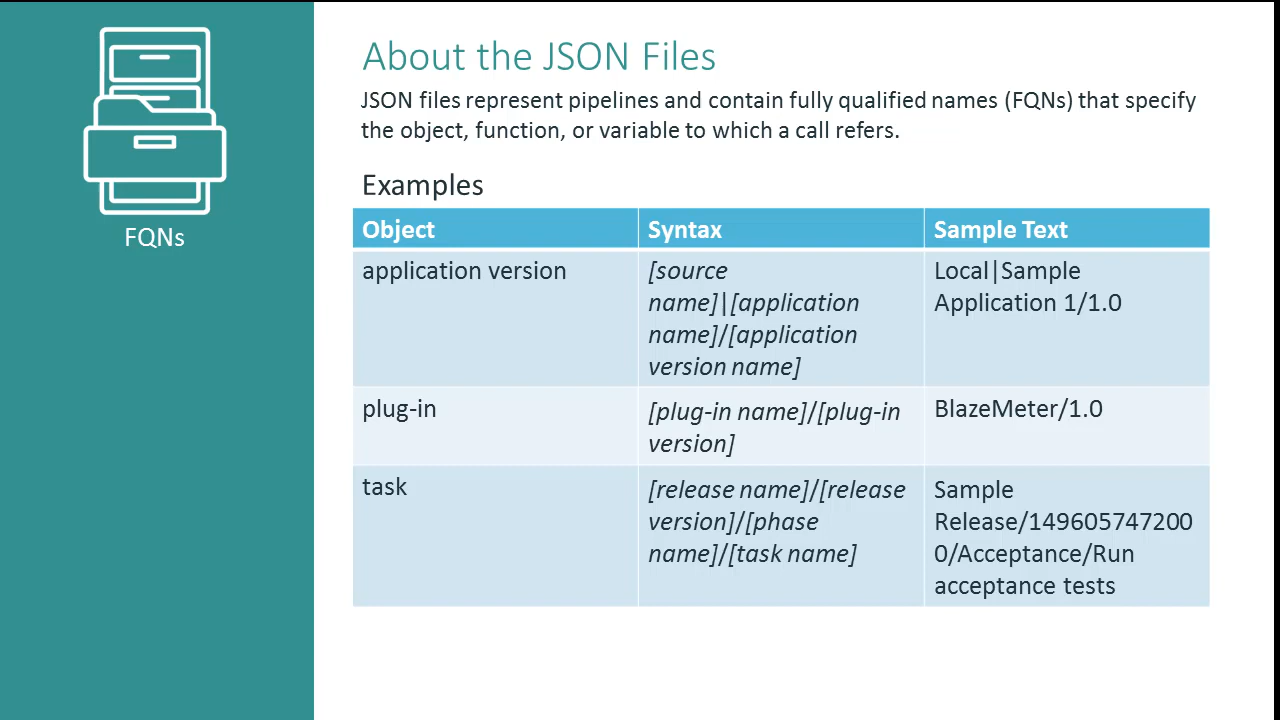 About the JSON Files
JSON files represent pipelines and contain fully qualified names (FQNs) that specify
the object, function, or variable to which a call refers.
FQNs
Examples
Object Syntax Sample Text
application version
[source
name]|[application
name]/[application
version name]
Local|Sample
Application 1/1.0
plug-in
[plug-in name]/[plug-in
version]
BlazeMeter/1.0
task
[release name]/[release
version]/[phase
name]/[task name]
Sample
Release/149605747200
0/Acceptance/Run
acceptance tests